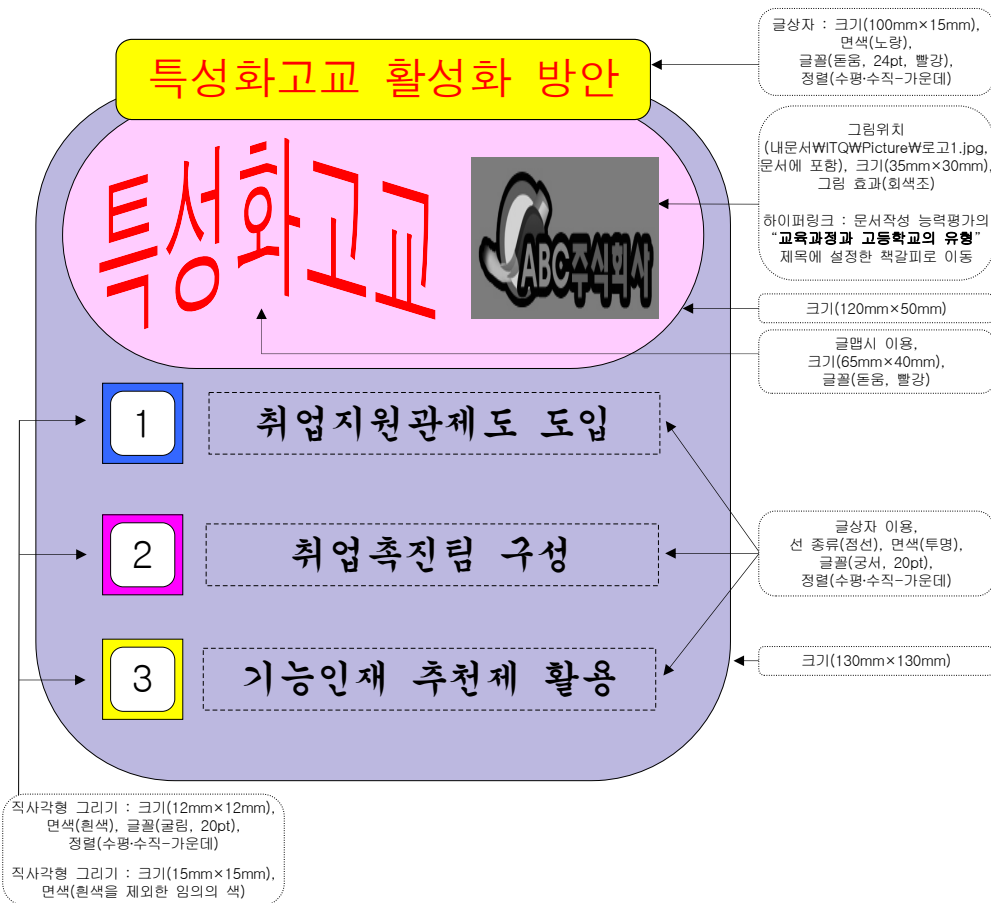 특성화고교 활성화 방안
특성화고교
ABC주식회사
1
취업지원관제도 도입
2
취업촉진팀 구성
3
기능인재 추천제 활용
글상자 : 크기(100mm×15mm),
면색(노랑),
글꼴(돋움, 24pt, 빨강),
정렬(수평·수직-가운데)
그림위치
(내문서₩ITQ₩Picture₩로고1.jpg,
문서에 포함), 크기(35mm×30mm),
그림 효과(회색조)
하이퍼링크 : 문서작성 능력평가의
“교육과정과 고등학교의 유형”
제목에 설정한 책갈피로 이동
크기(120mm×50mm)
글맵시 이용,
크기(65mm×40mm),
글꼴(돋움, 빨강)
글상자 이용,
선 종류(점선), 면색(투명),
글꼴(궁서, 20pt),
정렬(수평·수직-가운데)
크기(130mm×130mm)
직사각형 그리기 : 크기(12mm×12mm),
면색(흰색), 글꼴(굴림, 20pt),
정렬(수평·수직-가운데)
직사각형 그리기 : 크기(15mm×15mm),
면색(흰색을 제외한 임의의 색)